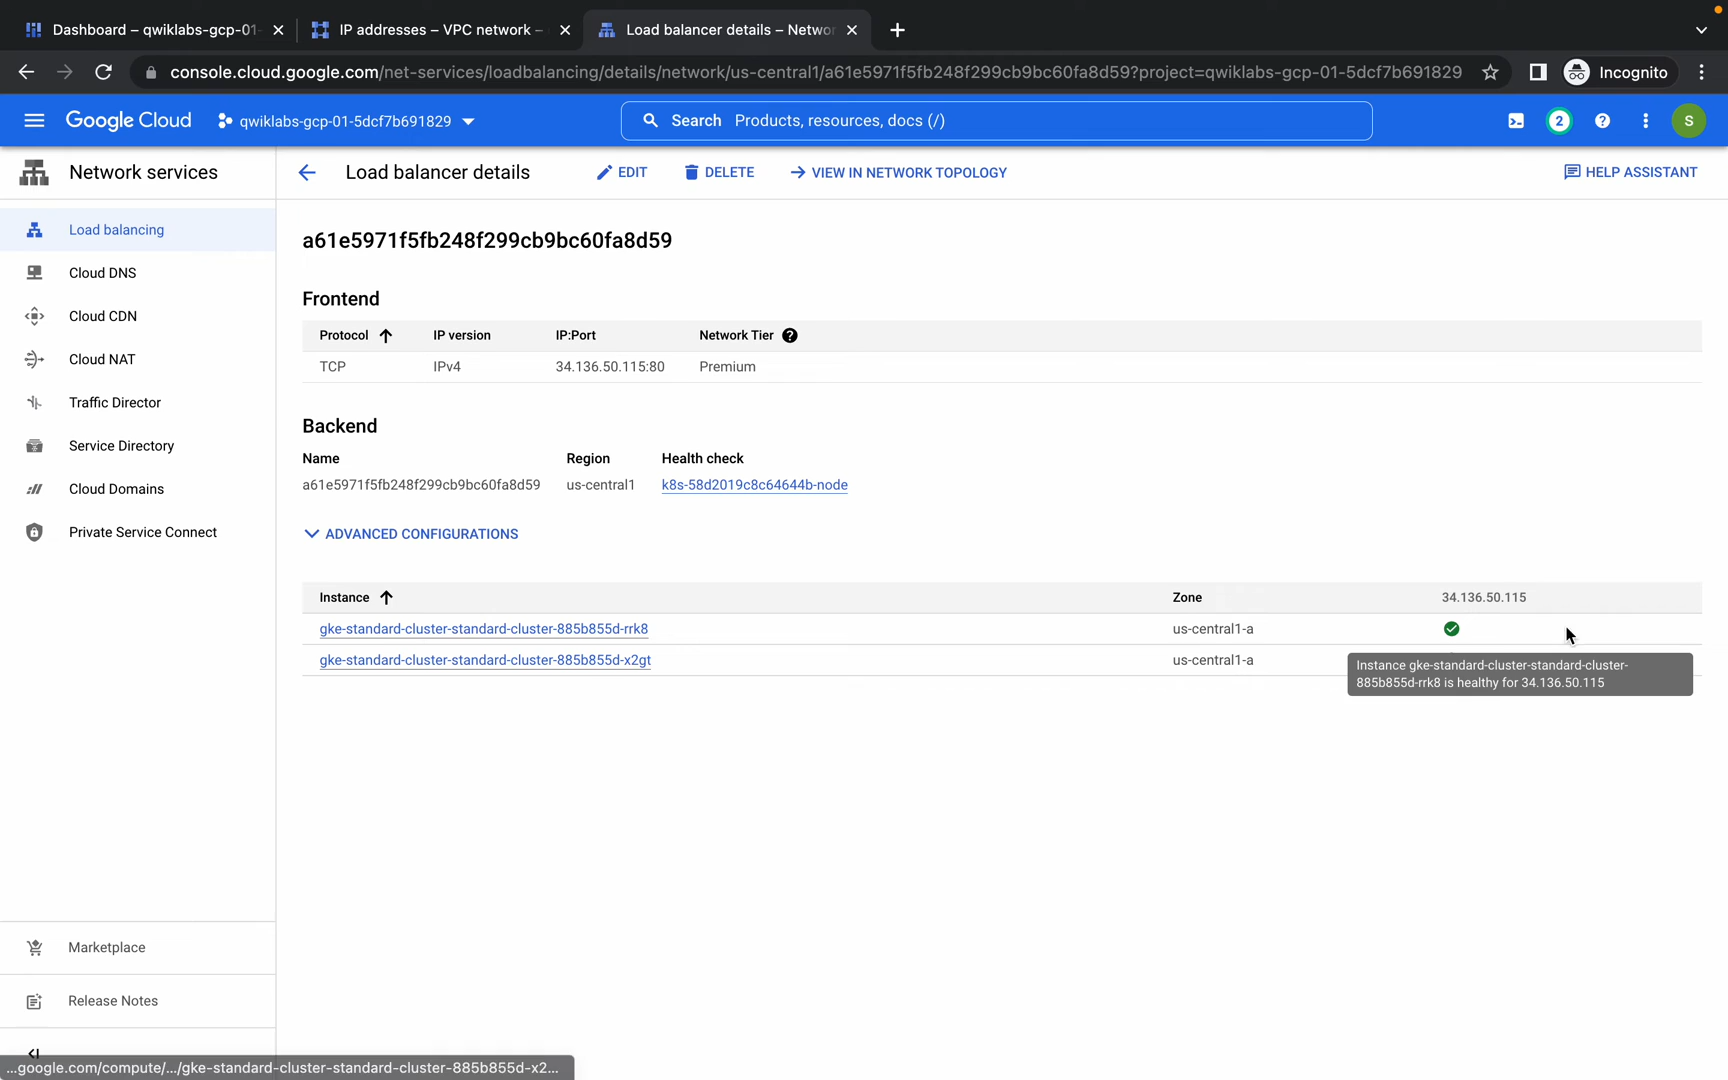 Dashboard – qwiklabs-gcp-01-
IP addresses – VPC network –
Load balancer details – Networ
console.cloud.google.com/net-services/loadbalancing/details/network/us-central1/a61e5971f5fb248f299cb9bc60fa8d59?project=qwiklabs-gcp-01-5dcf7b691829
Incognito
Google Cloud
qwiklabs-gcp-01-5dcf7b691829
Search Products, resources, docs (/)
2
S
Network services
Load balancer details
EDIT
DELETE
VIEW IN NETWORK TOPOLOGY
HELP ASSISTANT
Load balancing
Cloud DNS
Cloud CDN
Cloud NAT
Traffic Director
Service Directory
Cloud Domains
Private Service Connect
a61e5971f5fb248f299cb9bc60fa8d59
Frontend
Protocol IP version IP:Port Network Tier
TCP IPv4 34.136.50.115:80 Premium
Backend
Name Region Health check
a61e5971f5fb248f299cb9bc60fa8d59 us-central1 k8s-58d2019c8c64644b-node
ADVANCED CONFIGURATIONS
Instance Zone 34.136.50.115
gke-standard-cluster-standard-cluster-885b855d-rrk8 us-central1-a
gke-standard-cluster-standard-cluster-885b855d-x2gt us-central1-a
Instance gke-standard-cluster-standard-cluster-
885b855d-rrk8 is healthy for 34.136.50.115
Marketplace
Release Notes
...google.com/compute/.../gke-standard-cluster-standard-cluster-885b855d-x2...